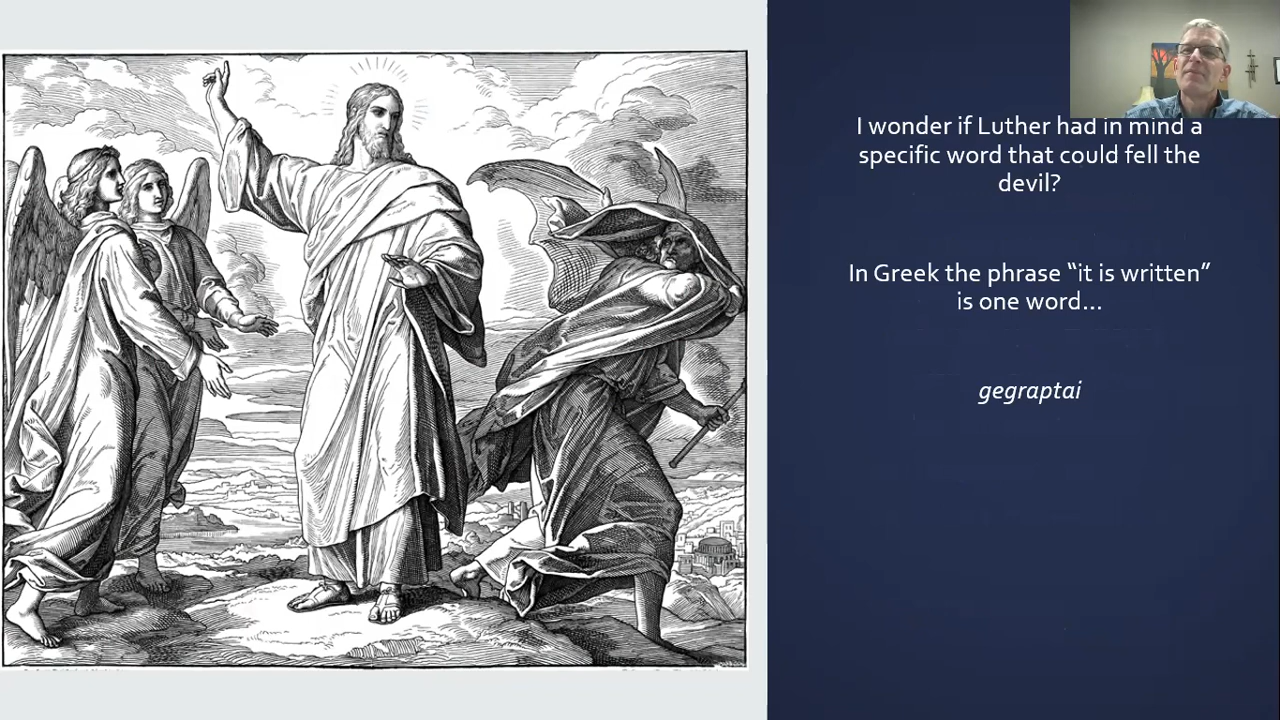 I wonder if Luther had in mind a
specific word that could fell the
devil?
In Greek the phrase “it is written”
is one word...
gegraptai